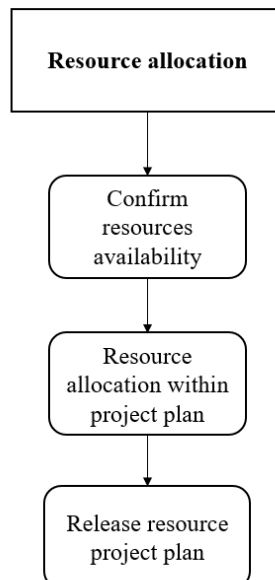 Resource allocation
Confirm
resources
availability
Resource
allocation within
project plan
Release resource
project plan